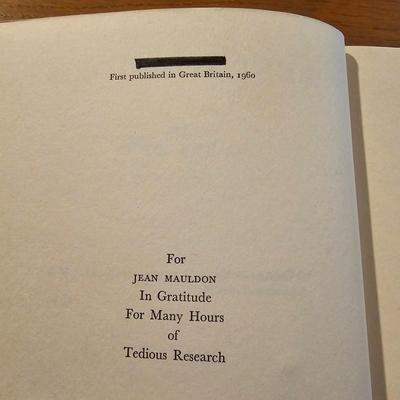 First published in Great Britain, 1960
For
JEAN MAULDON
In Gratitude
For Many Hours
of
Tedious Research